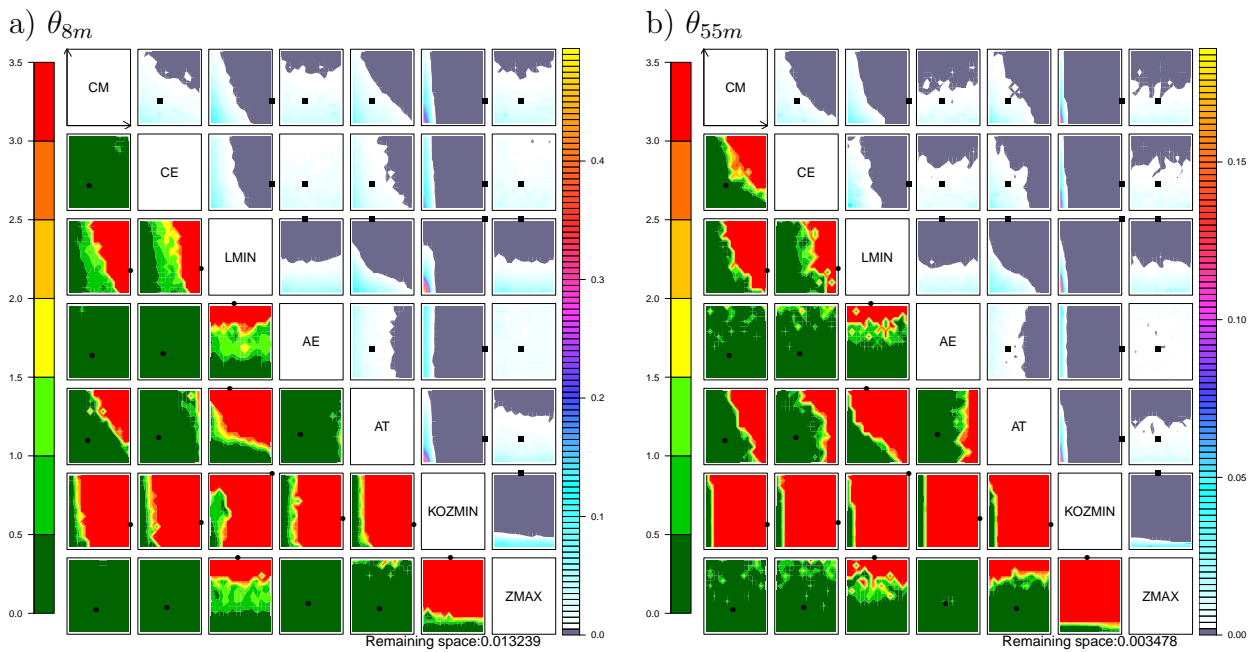 a) θ8m
b) θ55m
3.5
3.0
2.5
2.0
1.5
1.0
0.5
0.0
CM
CE
LMIN
AE
AT
KOZMIN
ZMAX
0.4
0.3
0.2
0.1
0.0
Remaining space:0.013239
3.5
3.0
2.5
2.0
1.5
1.0
0.5
0.0
CM
CE
LMIN
AE
AT
KOZMIN
ZMAX
0.15
0.10
0.05
0.00
Remaining space:0.003478